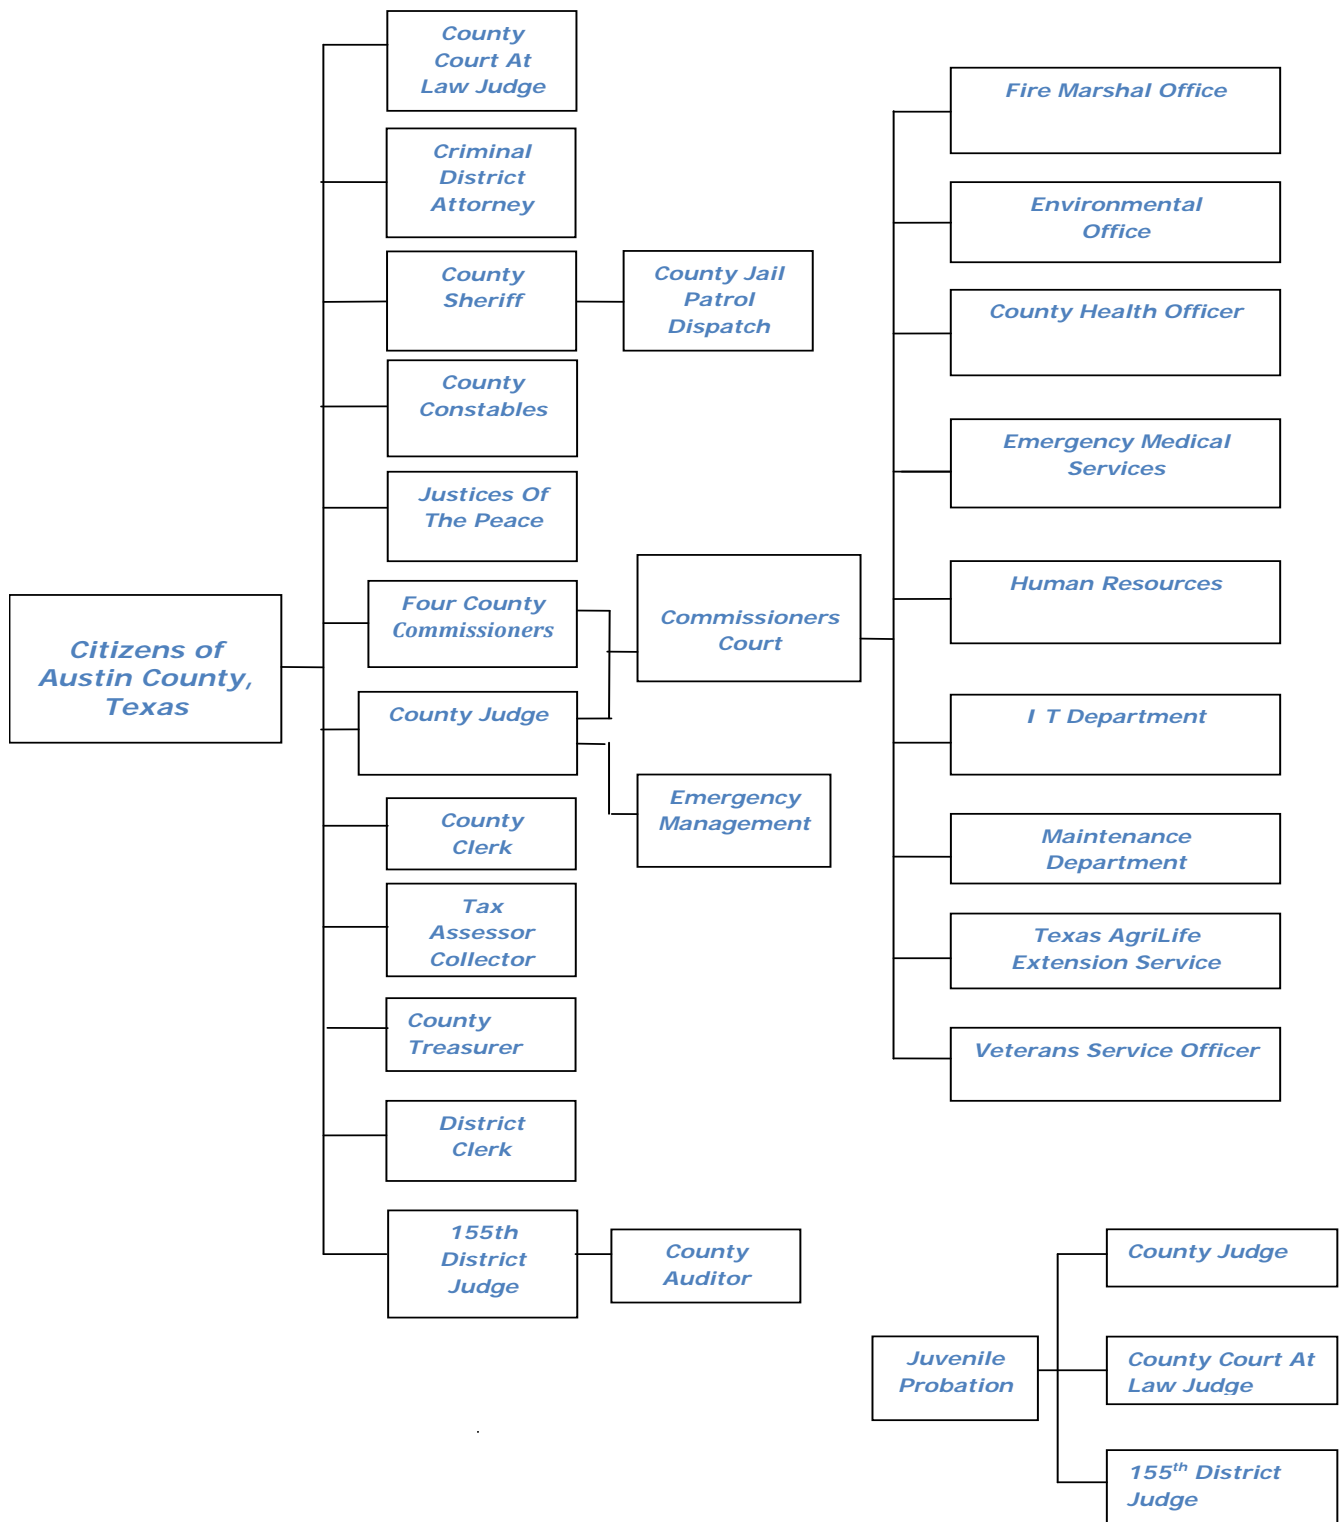 County
Court At
Law Judge
Criminal
District
Attorney
County
Sheriff
County Jail
Patrol
Dispatch
County
Constables
Justices Of
The Peace
Citizens of
Austin County,
Texas
Four County
Commissioners
County Judge
Commissioners
Court
Emergency
Management
County
Clerk
Tax
Assessor
Collector
County
Treasurer
District
Clerk
155th
District
Judge
County
Auditor
Fire Marshal Office
Environmental
Office
County Health Officer
Emergency Medical
Services
Human Resources
I T Department
Maintenance
Department
Texas AgriLife
Extension Service
Veterans Service Officer
Juvenile
Probation
County Judge
County Court At
Law Judge
155th District
Judge
.